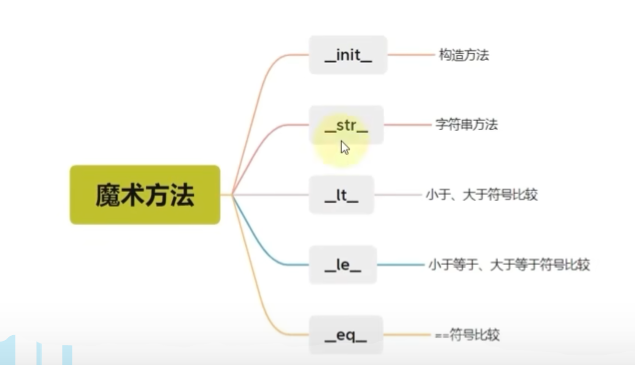 魔术方法
__init__
构造方法
__str__
字符串方法
__lt__
小于、大于符号比较
__le__
小于等于、大于等于符号比较
__eq__
==符号比较